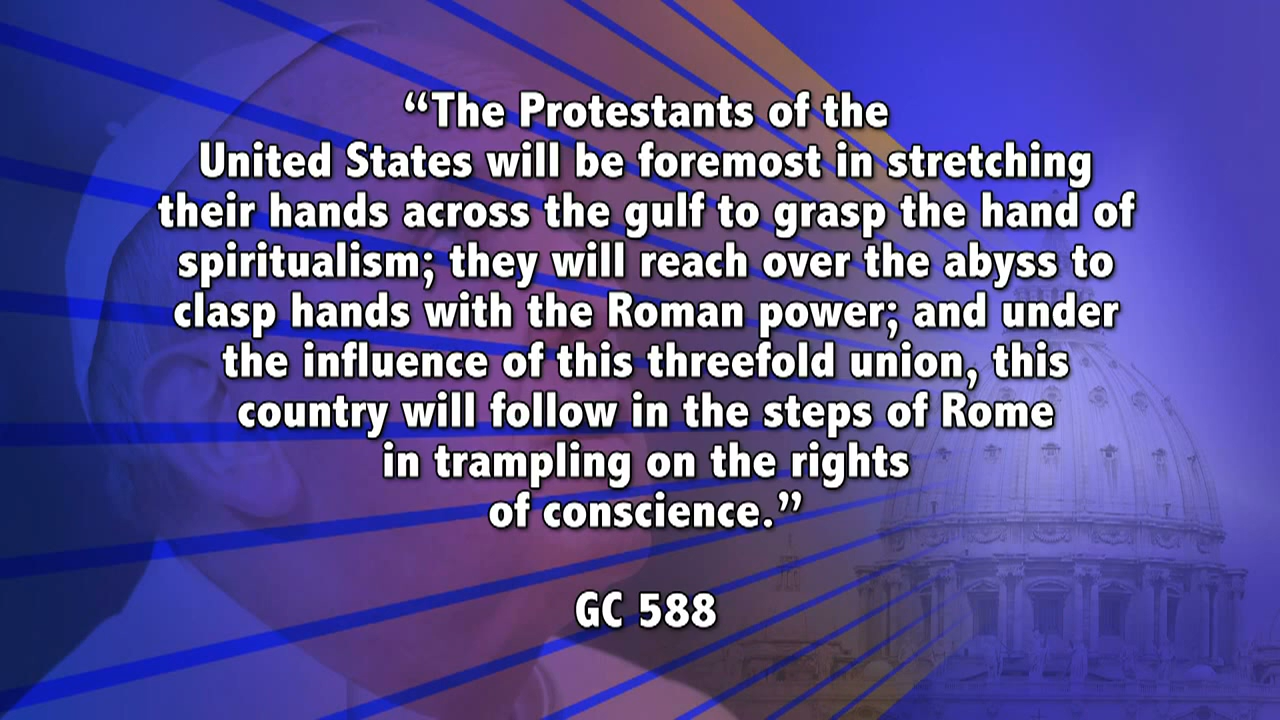 “The Protestants of the
United States will be foremost in stretching
their hands across the gulf to grasp the hand of
spiritualism; they will reach over the abyss to
clasp hands with the Roman power; and under
the influence of this threefold union, this
country will follow in the steps of Rome
in trampling on the rights
of conscience.”
GC 588